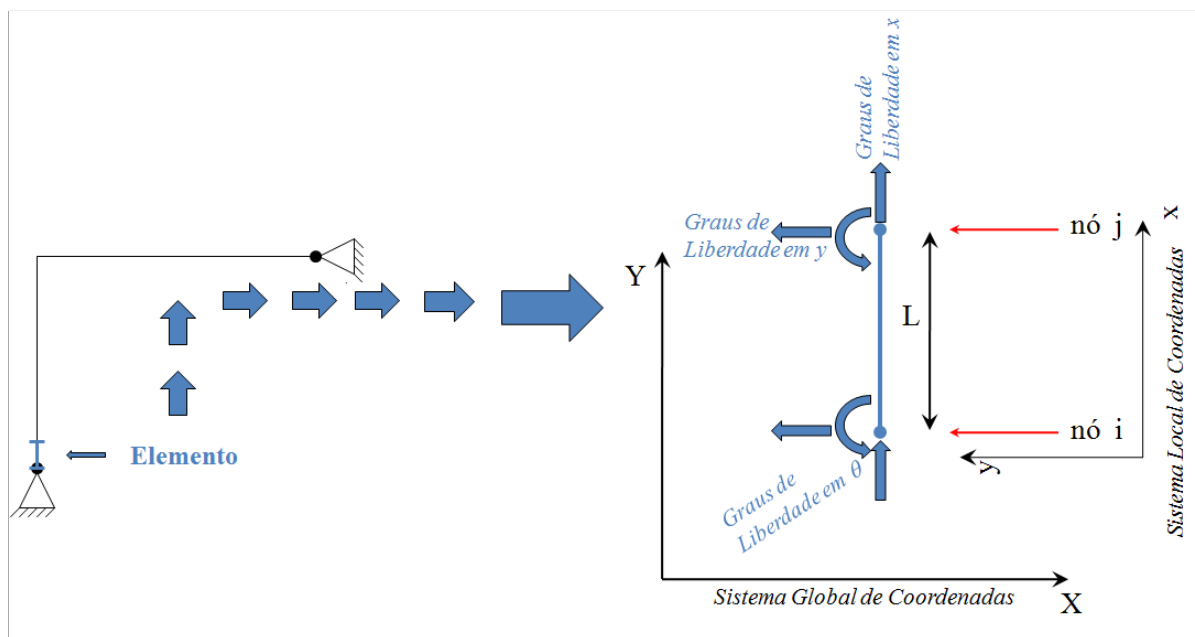 Elemento
Graus de
Liberdade em x
Graus de
Liberdade em y
nó j
x
Y
L
Sistema Local de Coordenadas
nó i
y
Graus de
Liberdade em θ
Sistema Global de Coordenadas
X